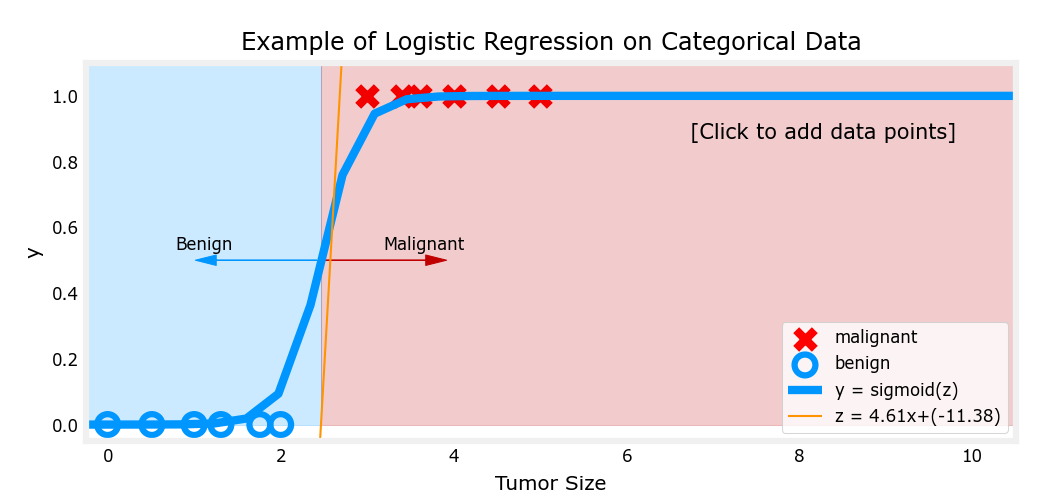 Example of Logistic Regression on Categorical Data
1.0
0.8
0.6
0.4
0.2
0.0
y
[Click to add data points]
Benign
Malignant
malignant
benign
y = sigmoid(z)
z = 4.61x+(-11.38)
0
2
4
6
8
10
Tumor Size